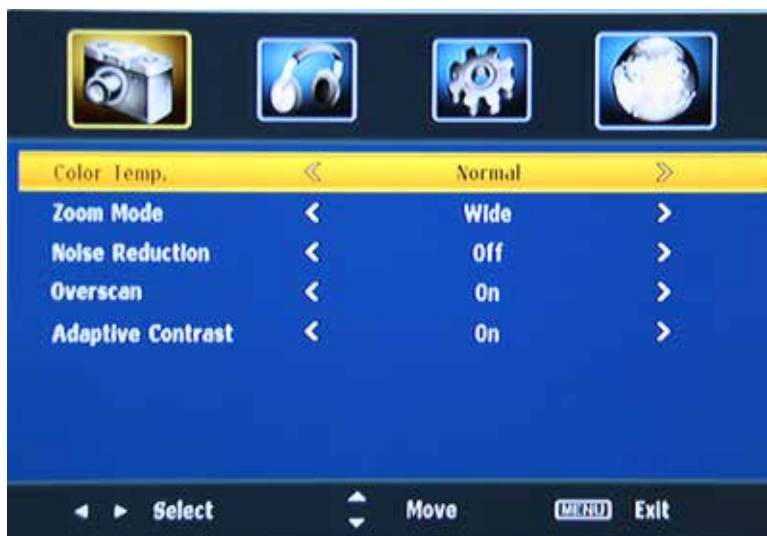 Color Temp. Normal
Zoom Mode Wide
Noise Reduction Off
Overscan On
Adaptive Contrast On
Select Move MENU Exit